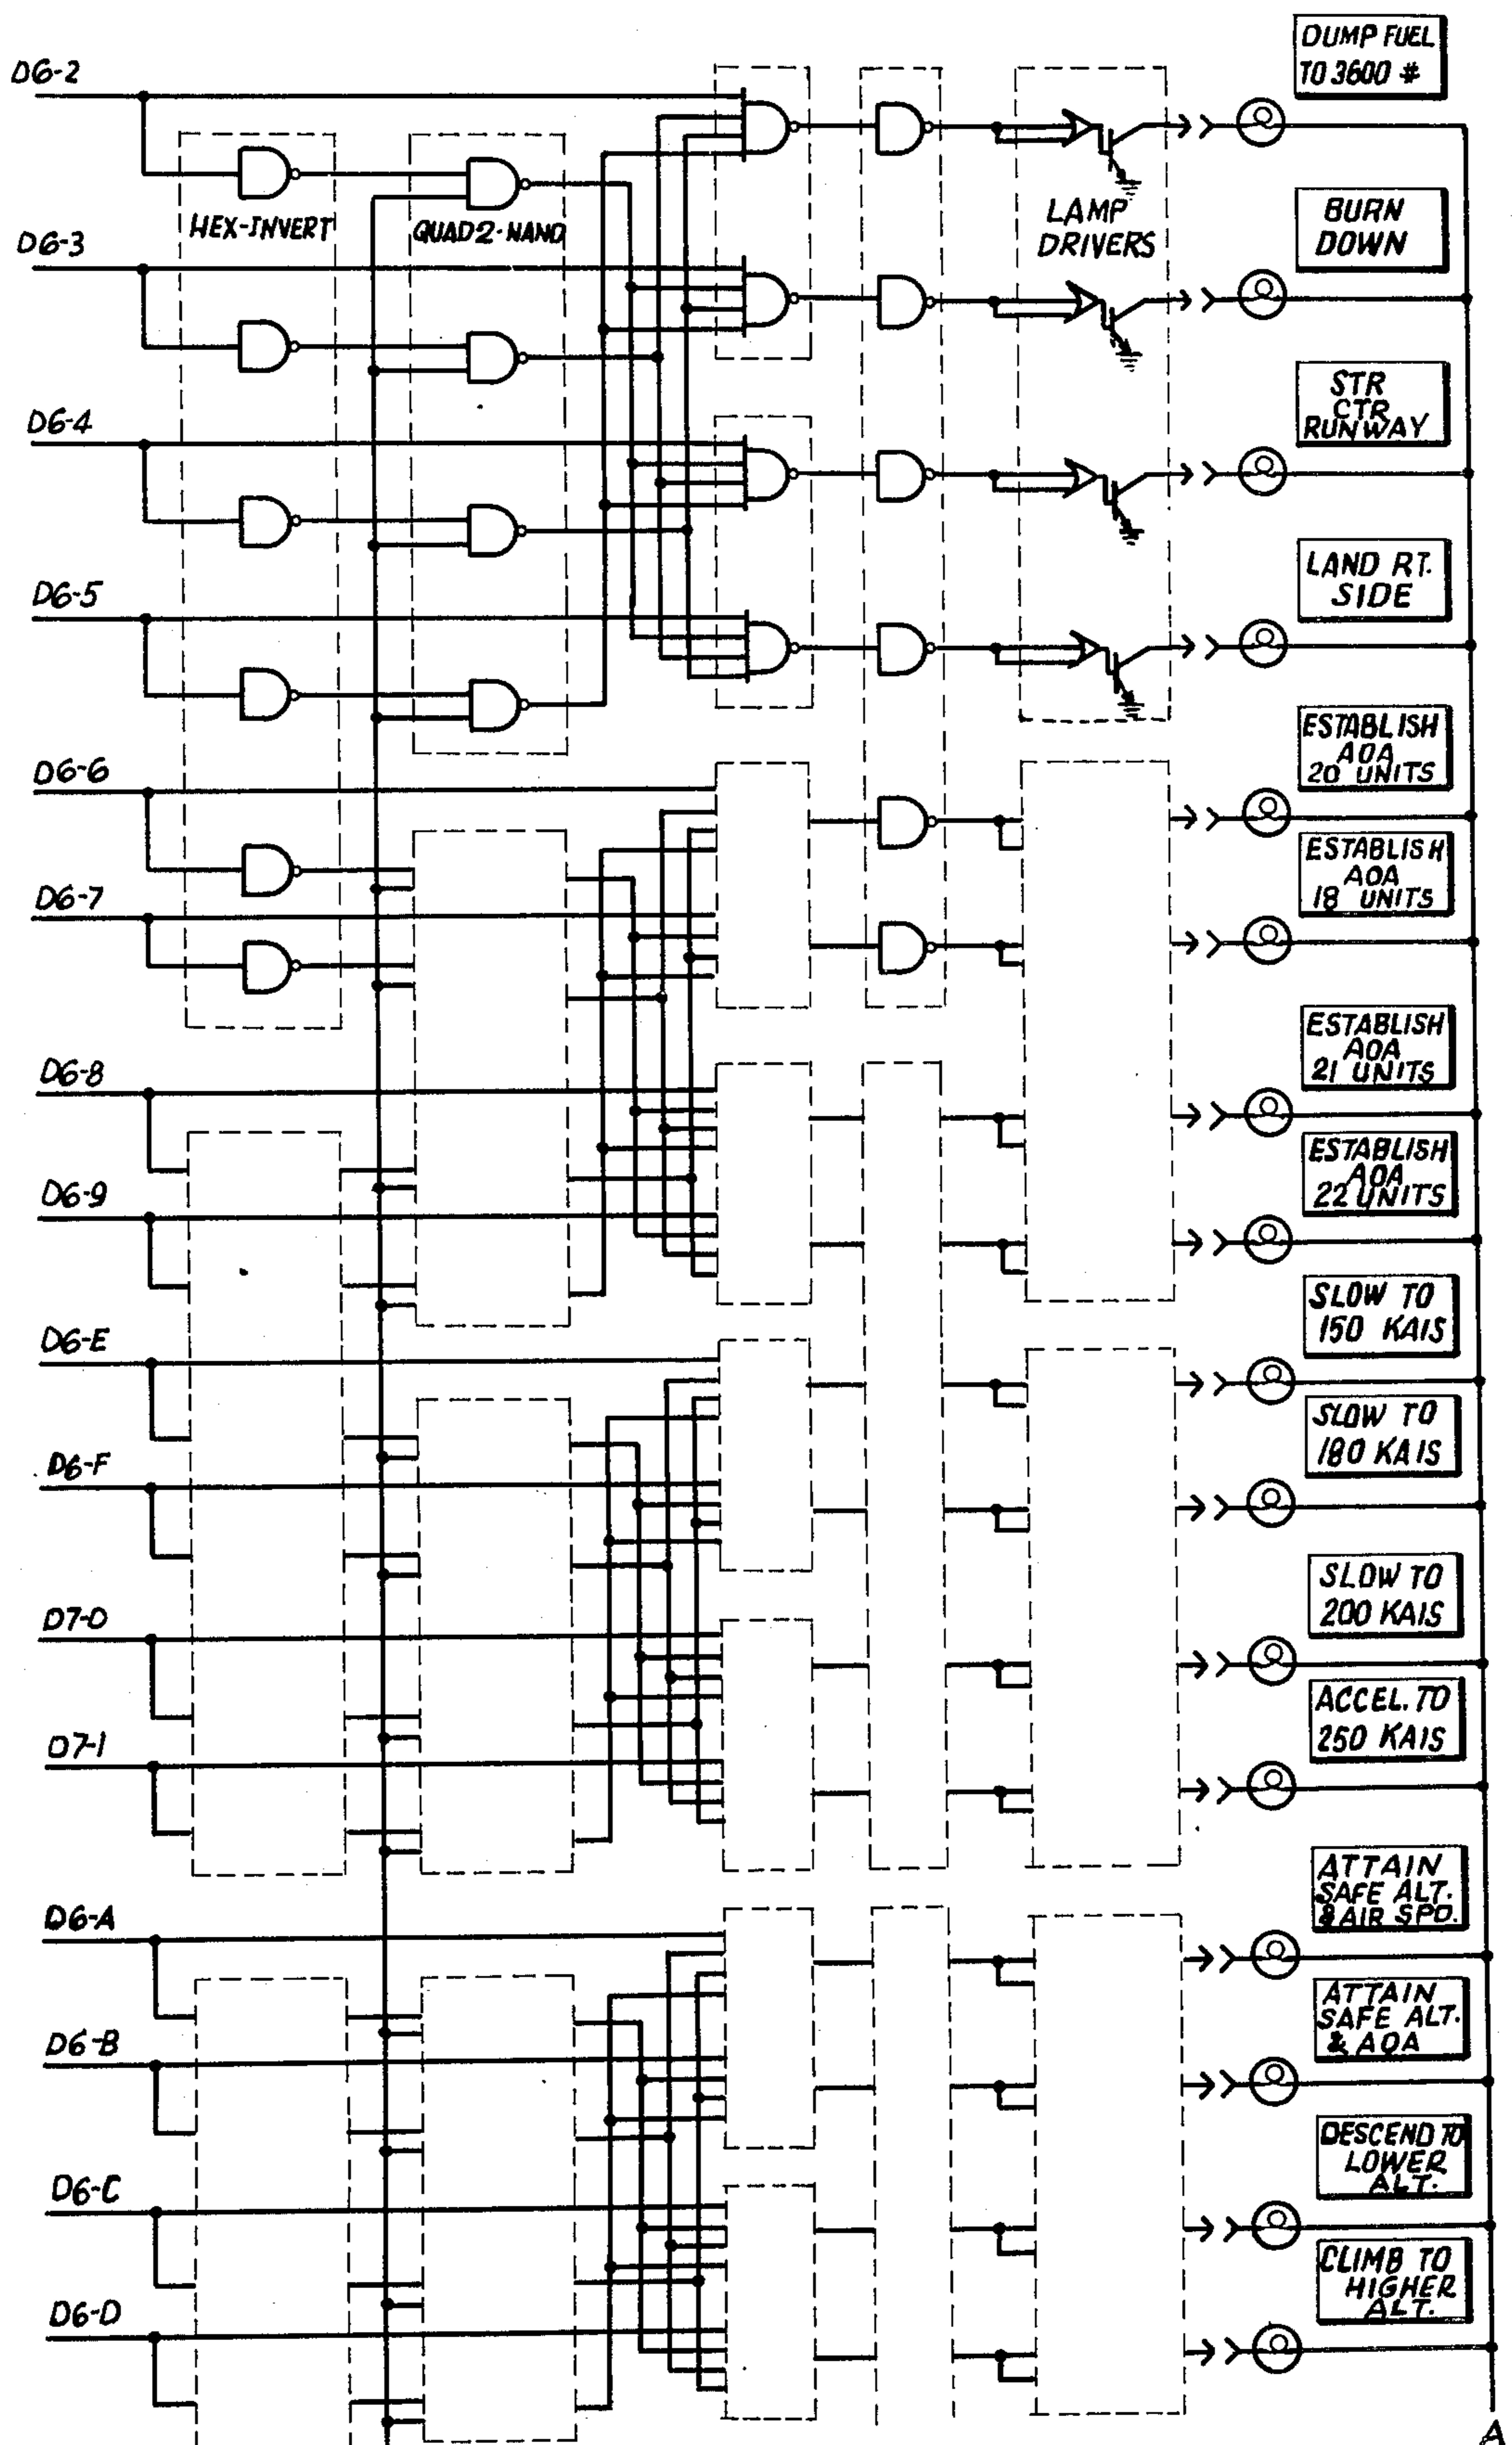 DUMP FUEL
TO 3600 #
D6-2
HEX-INVERT
QUAD2-NAND
LAMP
DRIVERS
BURN
DOWN
D6-3
STR
CTR
RUNWAY
D6-4
LAND RT.
SIDE
D6-5
ESTABLISH
AOA
20 UNITS
D6-6
ESTABLISH
AOA
18 UNITS
D6-7
ESTABLISH
AOA
21 UNITS
D6-8
ESTABLISH
AOA
22 UNITS
D6-9
SLOW TO
150 KAIS
D6-E
SLOW TO
180 KAIS
D6-F
SLOW TO
200 KAIS
D7-0
ACCEL. TO
250 KAIS
D7-1
ATTAIN
SAFE ALT.
& AIR SPD.
D6-A
ATTAIN
SAFE ALT.
& AOA
D6-B
DESCEND TO
LOWER
ALT.
D6-C
CLIMB TO
HIGHER
ALT.
D6-D
A